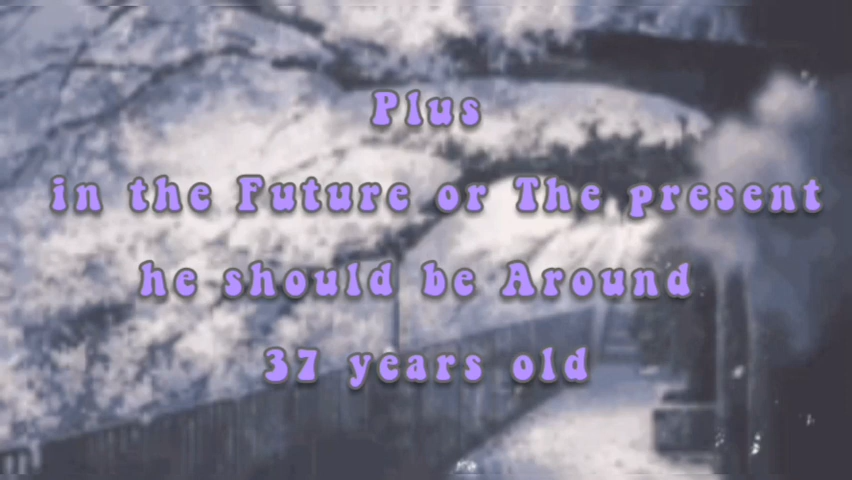 Plus
in the Future or The present
he should be Around
37 years old